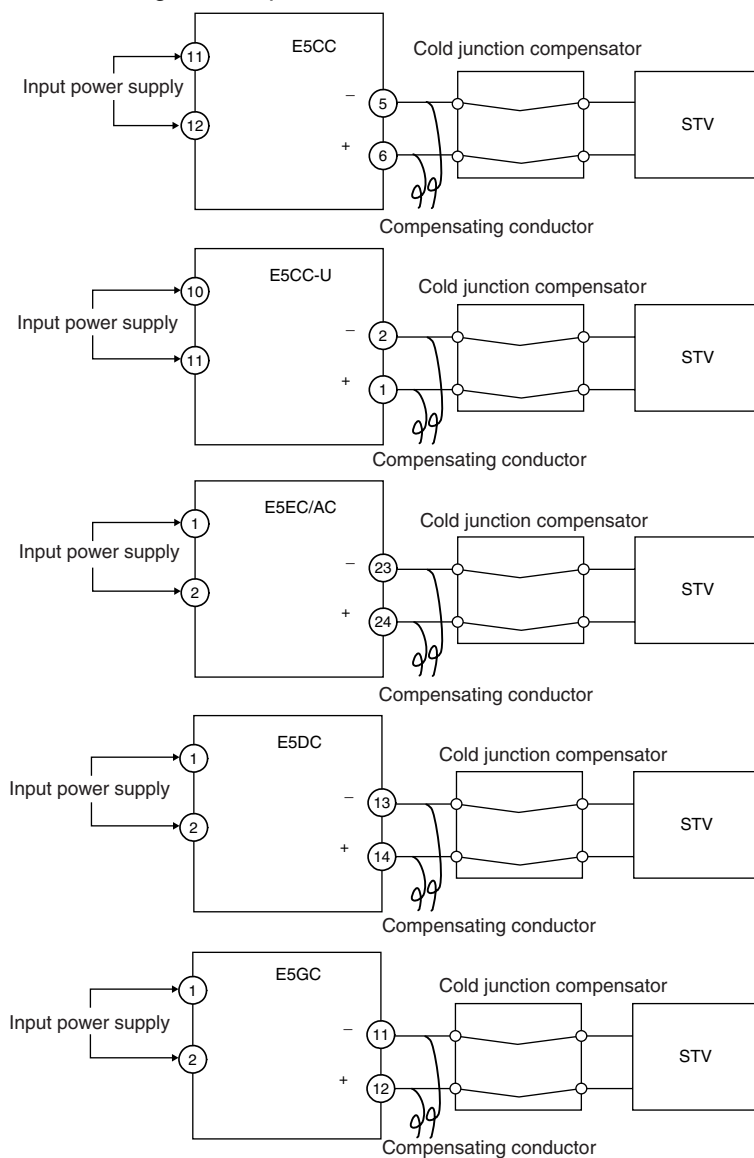 E5CC
Cold junction compensator
11
Input power supply
12
− 5
+ 6
STV
Compensating conductor
E5CC-U
Cold junction compensator
10
Input power supply
11
− 2
+ 1
STV
Compensating conductor
E5EC/AC
Cold junction compensator
1
Input power supply
2
− 23
+ 24
STV
Compensating conductor
E5DC
Cold junction compensator
1
Input power supply
2
− 13
+ 14
STV
Compensating conductor
E5GC
Cold junction compensator
1
Input power supply
2
− 11
+ 12
STV
Compensating conductor